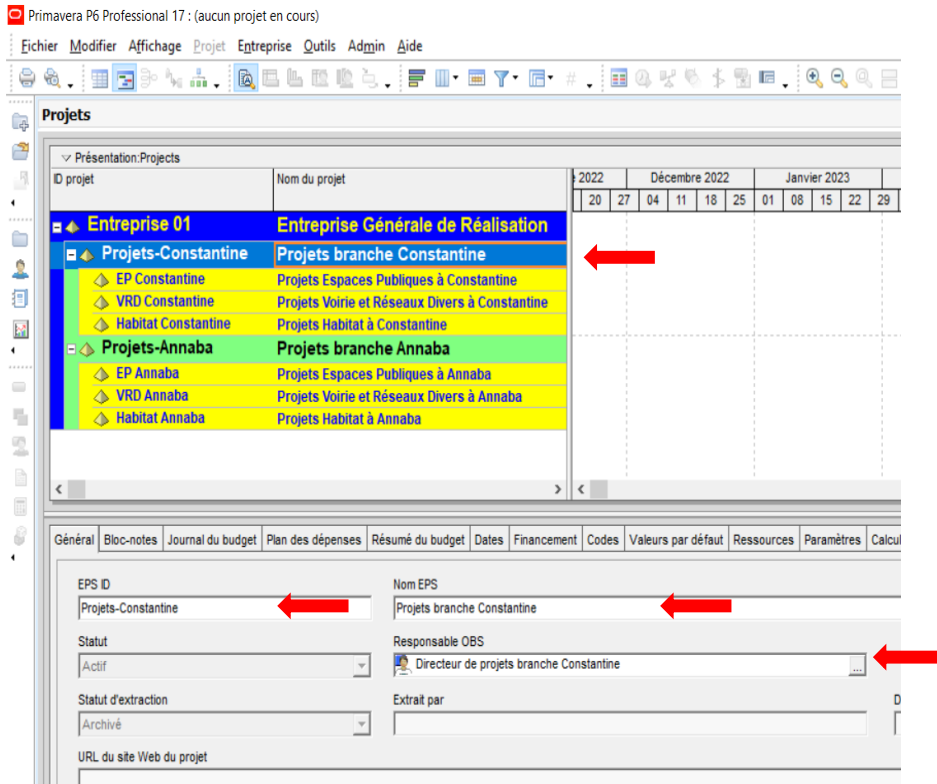 Primavera P6 Professional 17 : (aucun projet en cours)
Fichier Modifier Affichage Projet Entreprise Outils Admin Aide
Projets
Présentation:Projects
ID projet Nom du projet 2022 Décembre 2022 Janvier 2023
20 27 04 11 18 25 01 08 15 22 29
Entreprise 01 Entreprise Générale de Réalisation
Projets-Constantine Projets branche Constantine
EP Constantine Projets Espaces Publiques à Constantine
VRD Constantine Projets Voirie et Réseaux Divers à Constantine
Habitat Constantine Projets Habitat à Constantine
Projets-Annaba Projets branche Annaba
EP Annaba Projets Espaces Publiques à Annaba
VRD Annaba Projets Voirie et Réseaux Divers à Annaba
Habitat Annaba Projets Habitat à Annaba
Général Bloc-notes Journal du budget Plan des dépenses Résumé du budget Dates Financement Codes Valeurs par défaut Ressources Paramètres Calcul
EPS ID Nom EPS
Projets-Constantine Projets branche Constantine
Statut Responsable OBS
Actif Directeur de projets branche Constantine ...
Statut d'extraction Extrait par D
Archivé
URL du site Web du projet